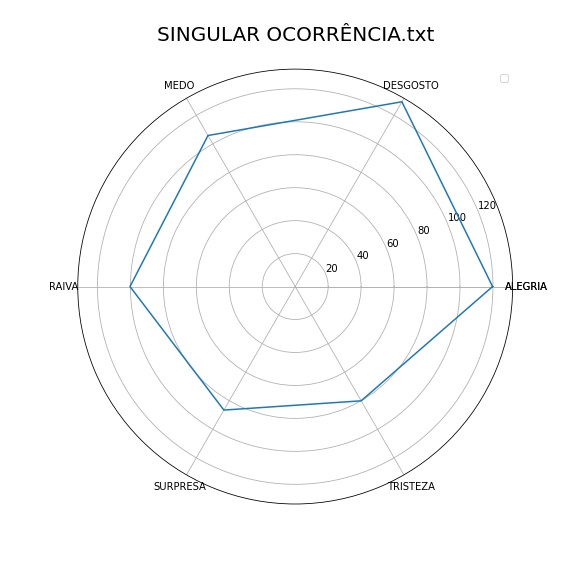 SINGULAR OCORRÊNCIA.txt
MEDO
DESGOSTO
120
100
80
60
40
20
RAIVA
ALEGRIA
SURPRESA
TRISTEZA